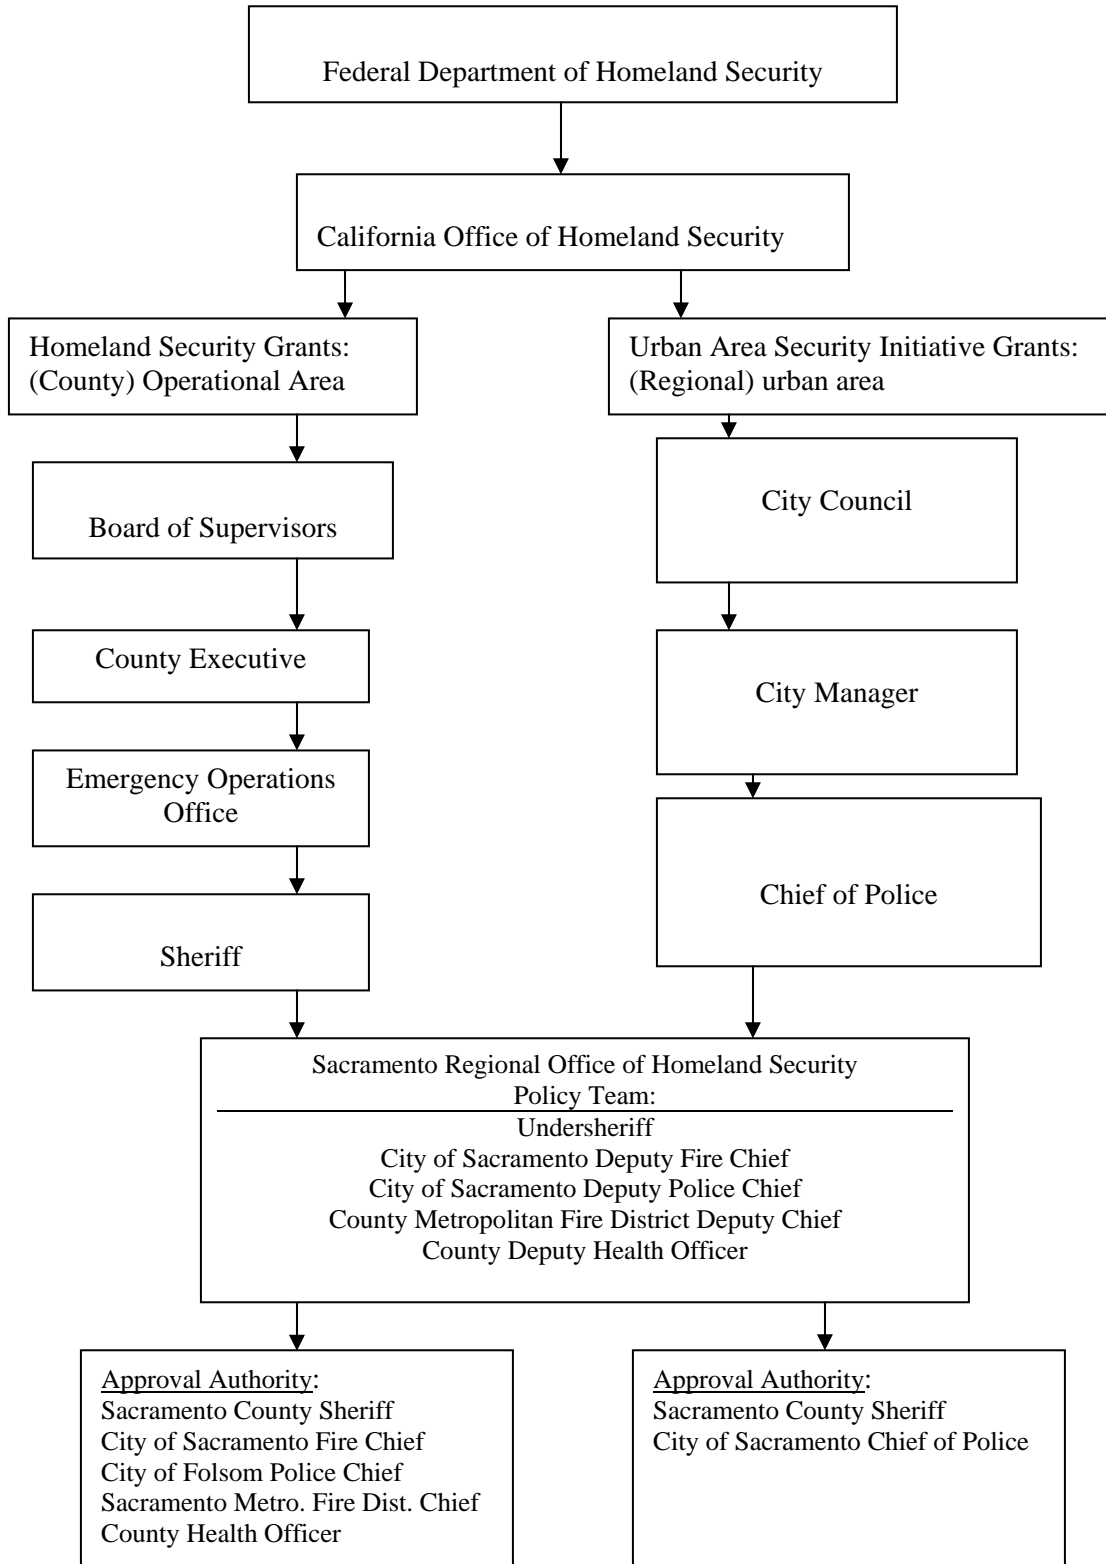 Federal Department of Homeland Security
California Office of Homeland Security
Homeland Security Grants:
(County) Operational Area
Urban Area Security Initiative Grants:
(Regional) urban area
Board of Supervisors
City Council
County Executive
City Manager
Emergency Operations
Office
Chief of Police
Sheriff
Sacramento Regional Office of Homeland Security
Policy Team:
Undersheriff
City of Sacramento Deputy Fire Chief
City of Sacramento Deputy Police Chief
County Metropolitan Fire District Deputy Chief
County Deputy Health Officer
Approval Authority:
Sacramento County Sheriff
City of Sacramento Fire Chief
City of Folsom Police Chief
Sacramento Metro. Fire Dist. Chief
County Health Officer
Approval Authority:
Sacramento County Sheriff
City of Sacramento Chief of Police